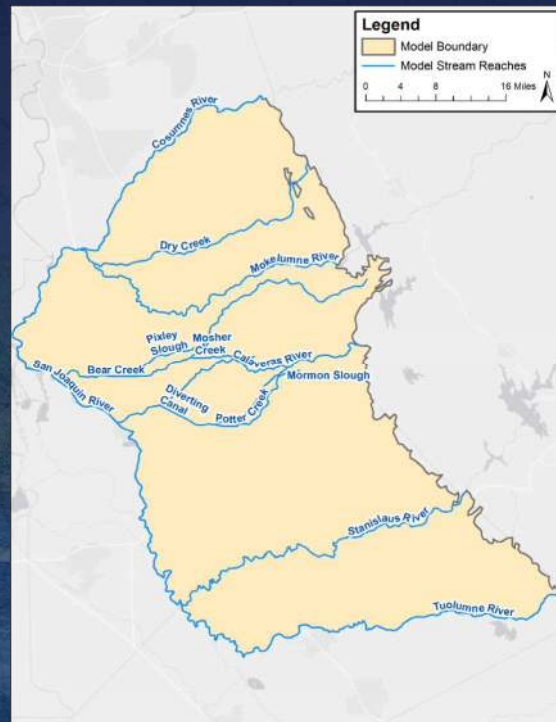 Legend
Model Boundary
Model Stream Reaches
0 4 8 16 Miles
N
Cosumnes River
Dry Creek
Mokelumne River
Pixley
Slough
Mosher
Creek
Calaveras River
Bear Creek
San Joaquin River
Mormon Slough
Diverting
Canal
Potter Creek
Stanislaus River
Tuolumne River